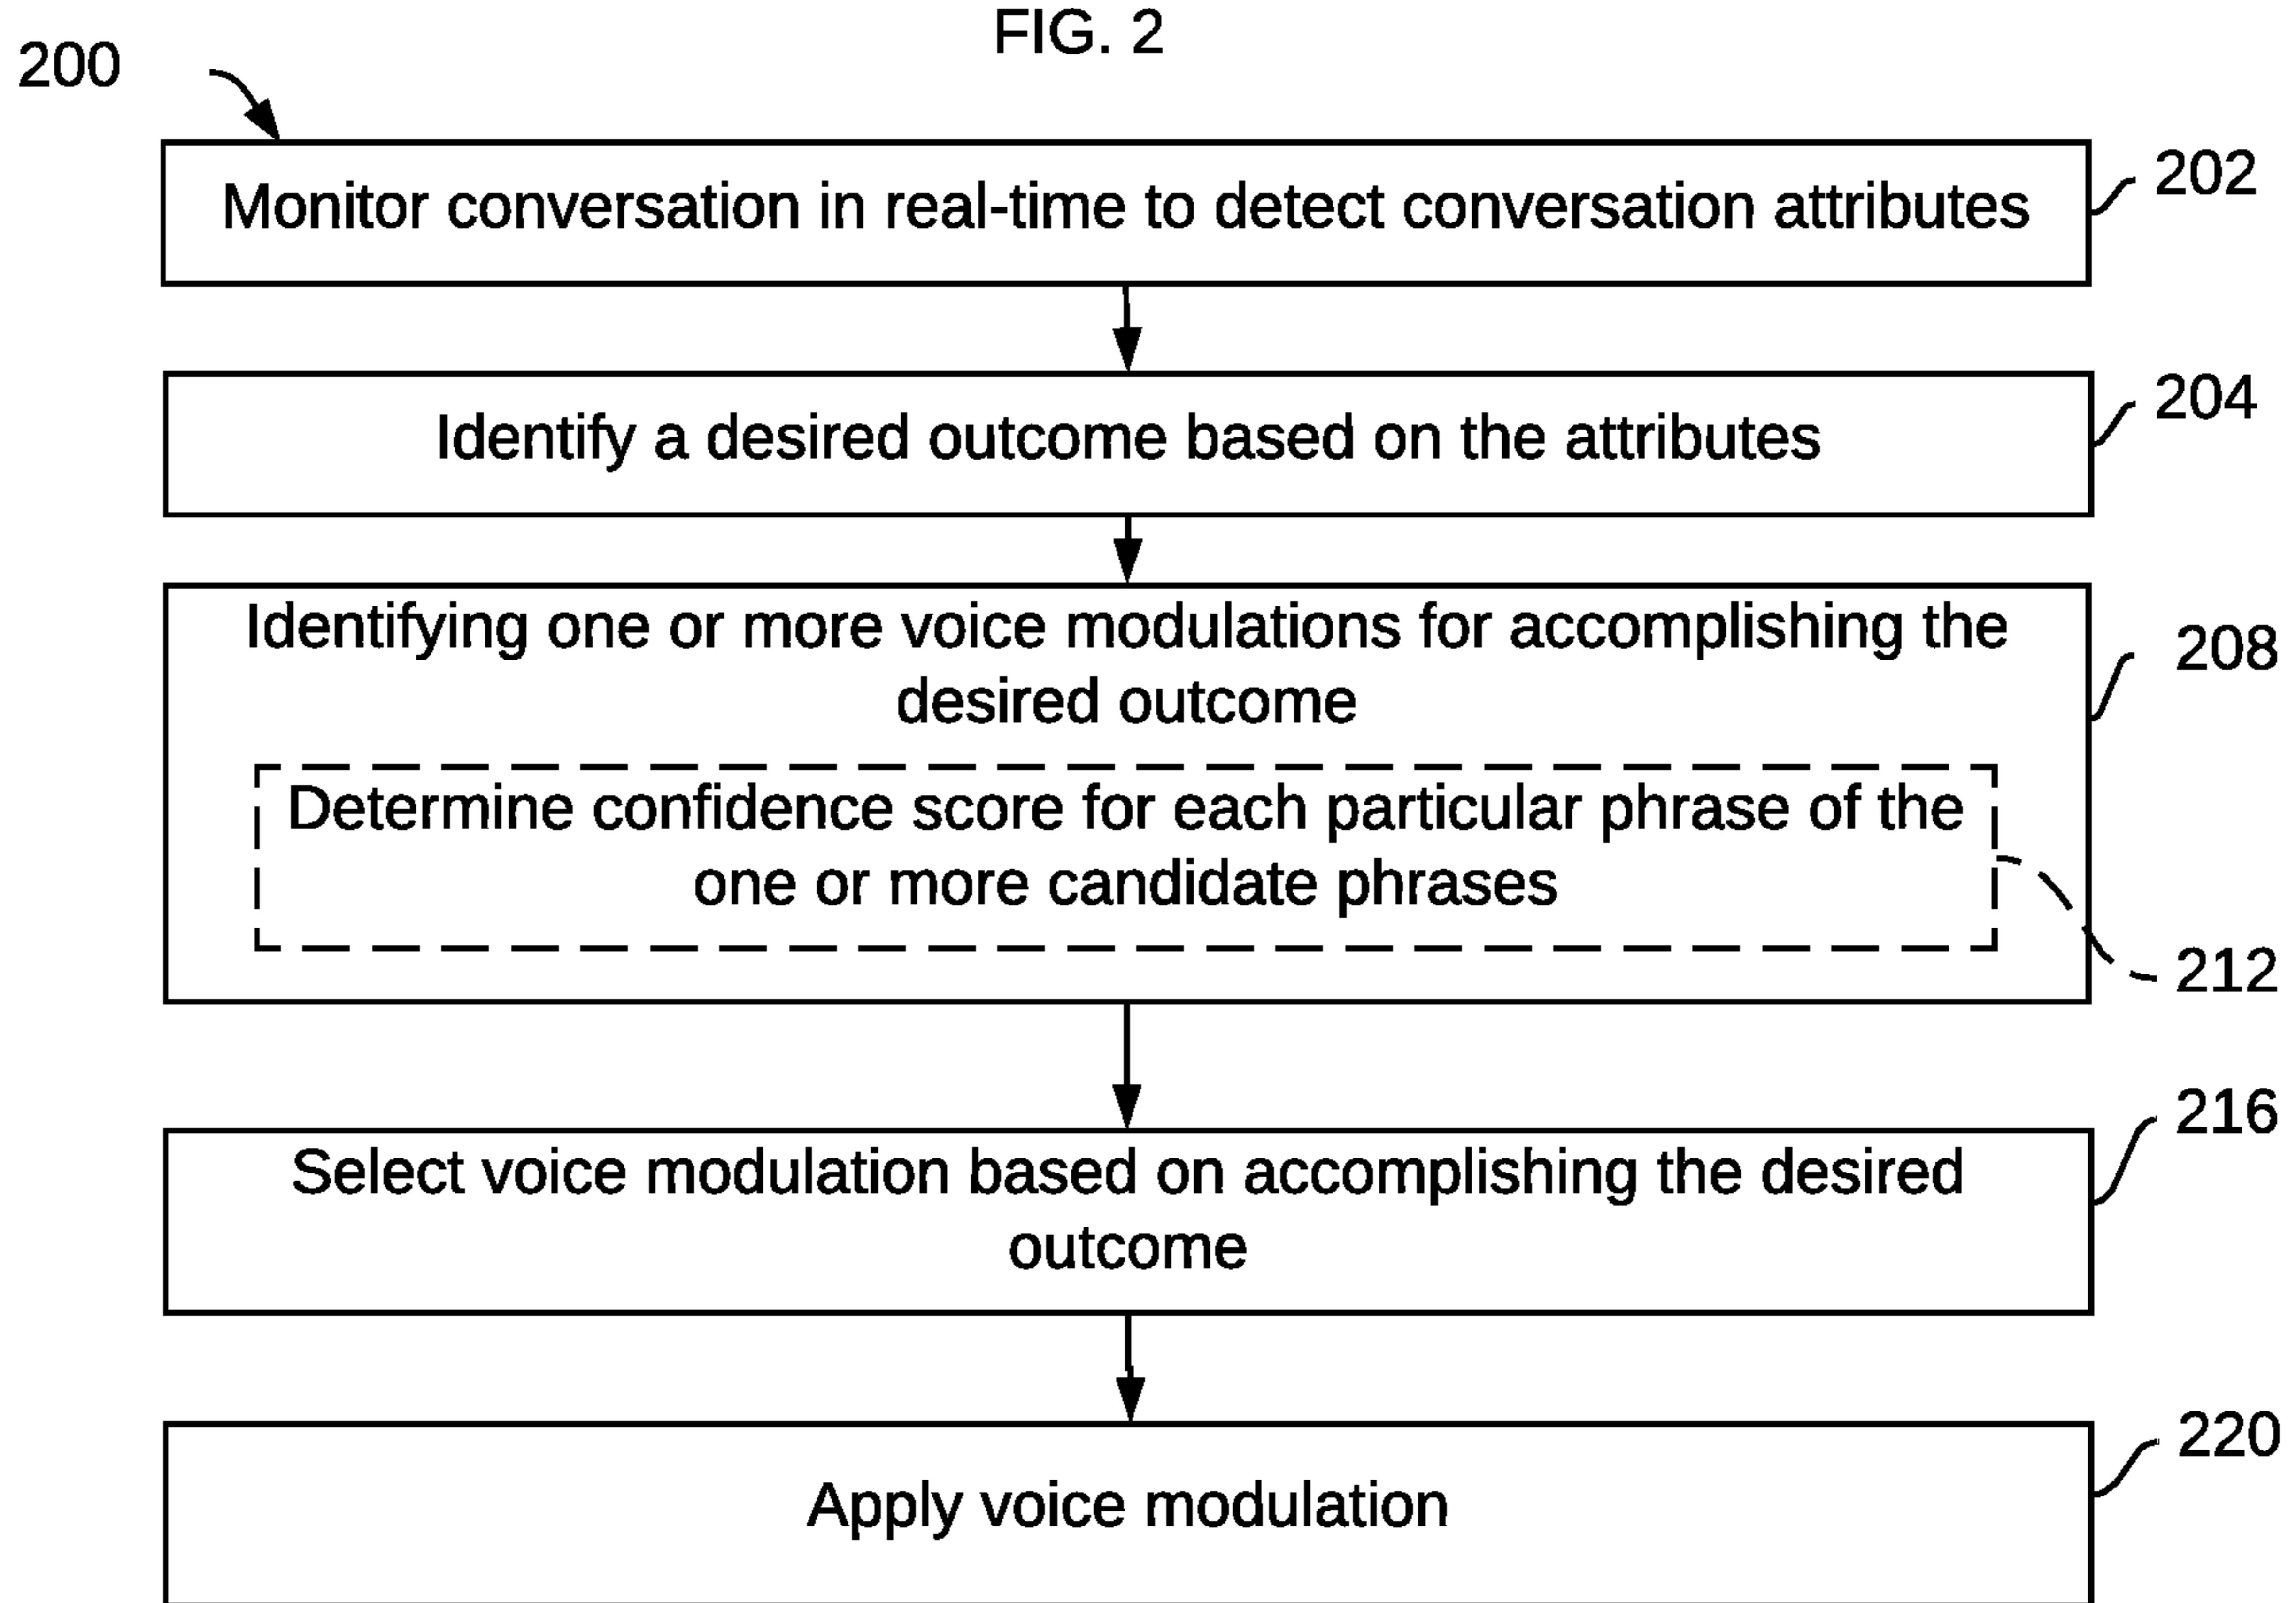 FIG. 2
200
Monitor conversation in real-time to detect conversation attributes
202
Identify a desired outcome based on the attributes
204
Identifying one or more voice modulations for accomplishing the
desired outcome
208
Determine confidence score for each particular phrase of the
one or more candidate phrases
212
Select voice modulation based on accomplishing the desired
outcome
216
Apply voice modulation
220